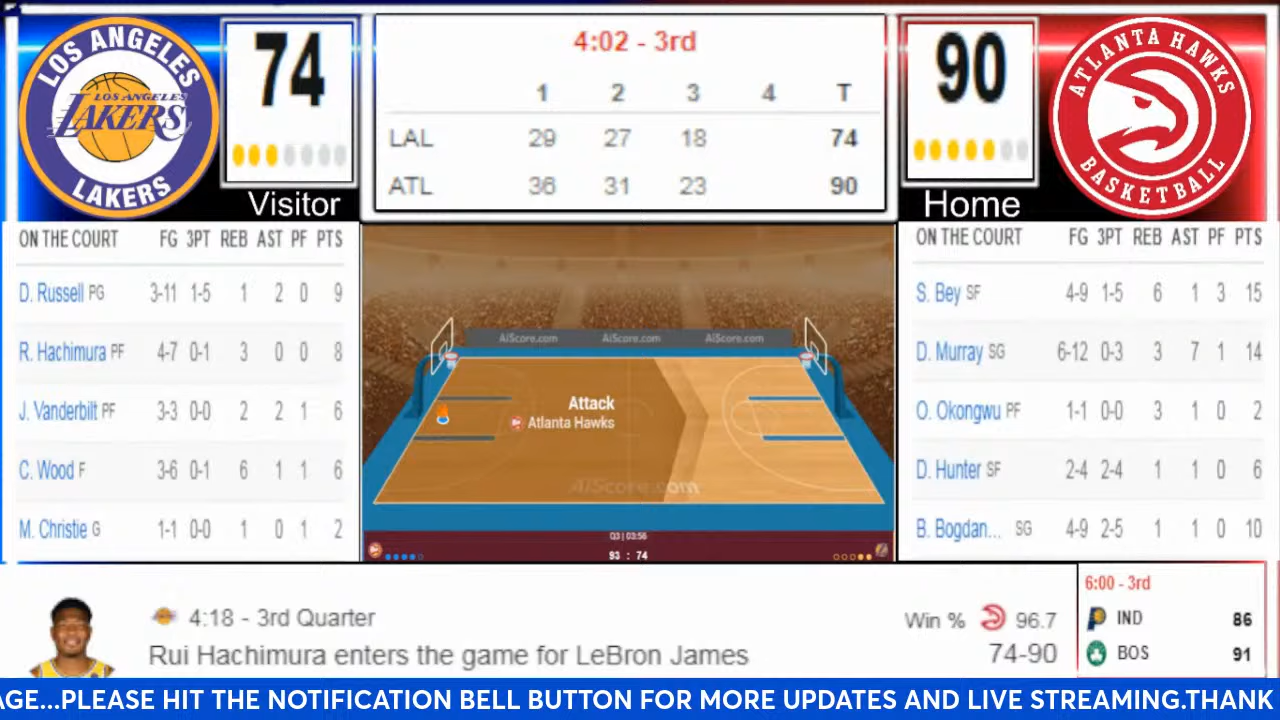 LOS ANGELES
LOS ANGELES
LAKERS
LAKERS
74
Visitor
4:02 - 3rd
1 2 3 4 T
LAL 29 27 18 74
ATL 36 31 23 90
90
Home
ATLANTA HAWKS
BASKETBALL
ON THE COURT FG 3PT REB AST PF PTS
D. Russell PG 3-11 1-5 1 2 0 9
R. Hachimura PF 4-7 0-1 3 0 0 8
J. Vanderbilt PF 3-3 0-0 2 2 1 6
C. Wood F 3-6 0-1 6 1 1 6
M. Christie G 1-1 0-0 1 0 1 2
AiScore.com AiScore.com AiScore.com
Attack
Atlanta Hawks
AiScore.com
Q3 | 03:56
93 : 74
ON THE COURT FG 3PT REB AST PF PTS
S. Bey SF 4-9 1-5 6 1 3 15
D. Murray SG 6-12 0-3 3 7 1 14
O. Okongwu PF 1-1 0-0 3 1 0 2
D. Hunter SF 2-4 2-4 1 1 0 6
B. Bogdan... SG 4-9 2-5 1 1 0 10
4:18 - 3rd Quarter
Rui Hachimura enters the game for LeBron James
Win % 96.7
74-90
6:00 - 3rd
IND 86
BOS 91
AGE...PLEASE HIT THE NOTIFICATION BELL BUTTON FOR MORE UPDATES AND LIVE STREAMING.THANK